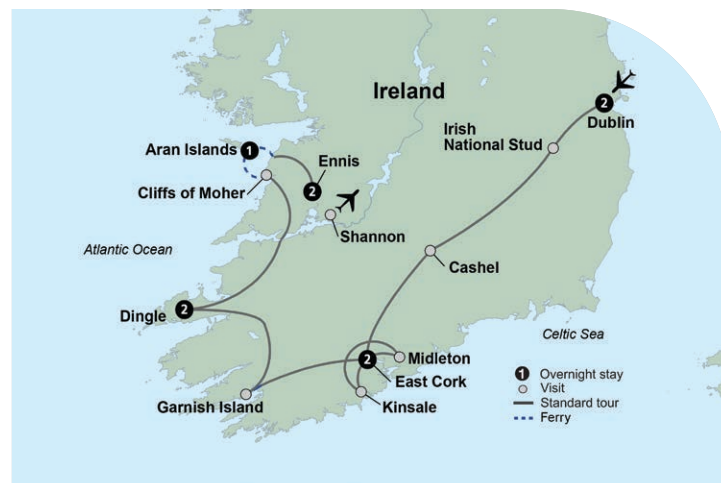 Ireland
2
Dublin
Irish
National Stud
Aran Islands
1
Ennis
2
Cliffs of Moher
Shannon
Atlantic Ocean
Cashel
Dingle
2
Celtic Sea
Midleton
2
East Cork
Garnish Island
Kinsale
1 Overnight stay
Visit
Standard tour
Ferry